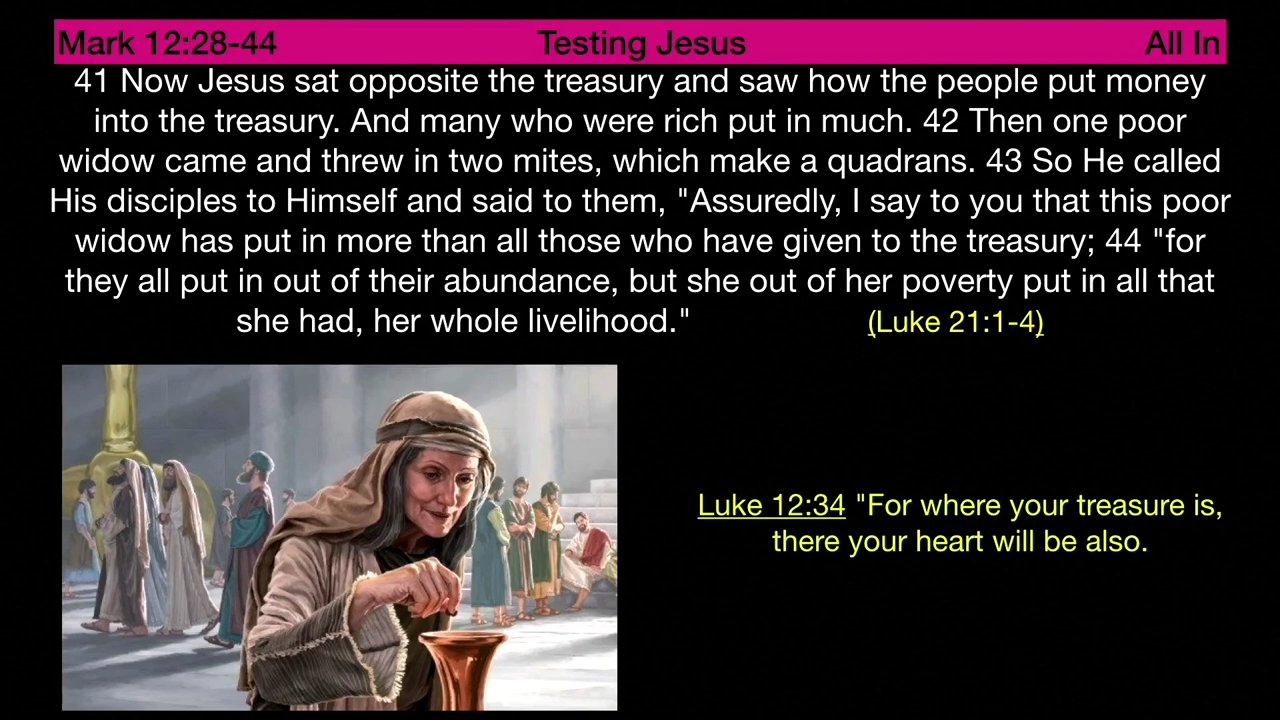 Mark 12:28-44 Testing Jesus All In
41 Now Jesus sat opposite the treasury and saw how the people put money
into the treasury. And many who were rich put in much. 42 Then one poor
widow came and threw in two mites, which make a quadrans. 43 So He called
His disciples to Himself and said to them, "Assuredly, I say to you that this poor
widow has put in more than all those who have given to the treasury; 44 "for
they all put in out of their abundance, but she out of her poverty put in all that
she had, her whole livelihood." (Luke 21:1-4)
Luke 12:34 "For where your treasure is,
there your heart will be also.